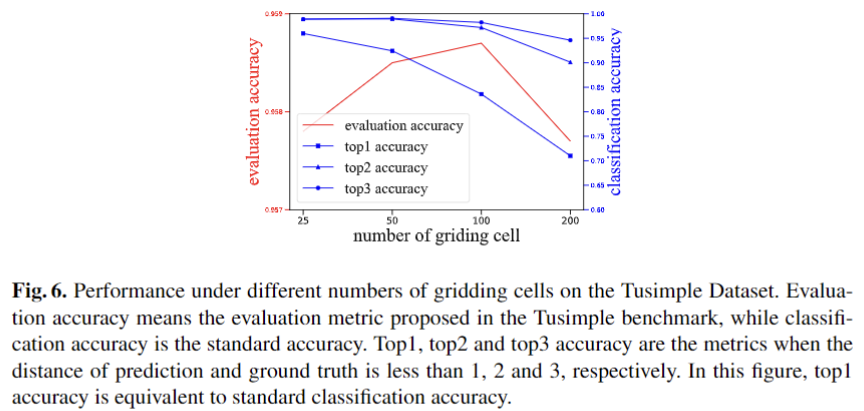 0.959
1.00
0.95
0.90
0.958
0.85
0.80
0.75
0.70
0.65
0.957
0.60
evaluation accuracy
classification accuracy
evaluation accuracy
top1 accuracy
top2 accuracy
top3 accuracy
25 50 100 200
number of griding cell
Fig. 6. Performance under different numbers of gridding cells on the Tusimple Dataset. Evalua-
tion accuracy means the evaluation metric proposed in the Tusimple benchmark, while classifi-
cation accuracy is the standard accuracy. Top1, top2 and top3 accuracy are the metrics when the
distance of prediction and ground truth is less than 1, 2 and 3, respectively. In this figure, top1
accuracy is equivalent to standard classification accuracy.